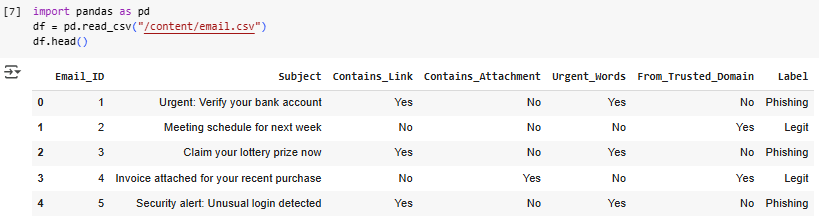 [7] import pandas as pd
df = pd.read_csv("/content/email.csv")
df.head()
Email_ID Subject Contains_Link Contains_Attachment Urgent_Words From_Trusted_Domain Label
0 1 Urgent: Verify your bank account Yes No Yes No Phishing
1 2 Meeting schedule for next week No No No Yes Legit
2 3 Claim your lottery prize now Yes No Yes No Phishing
3 4 Invoice attached for your recent purchase No Yes No Yes Legit
4 5 Security alert: Unusual login detected Yes No Yes No Phishing